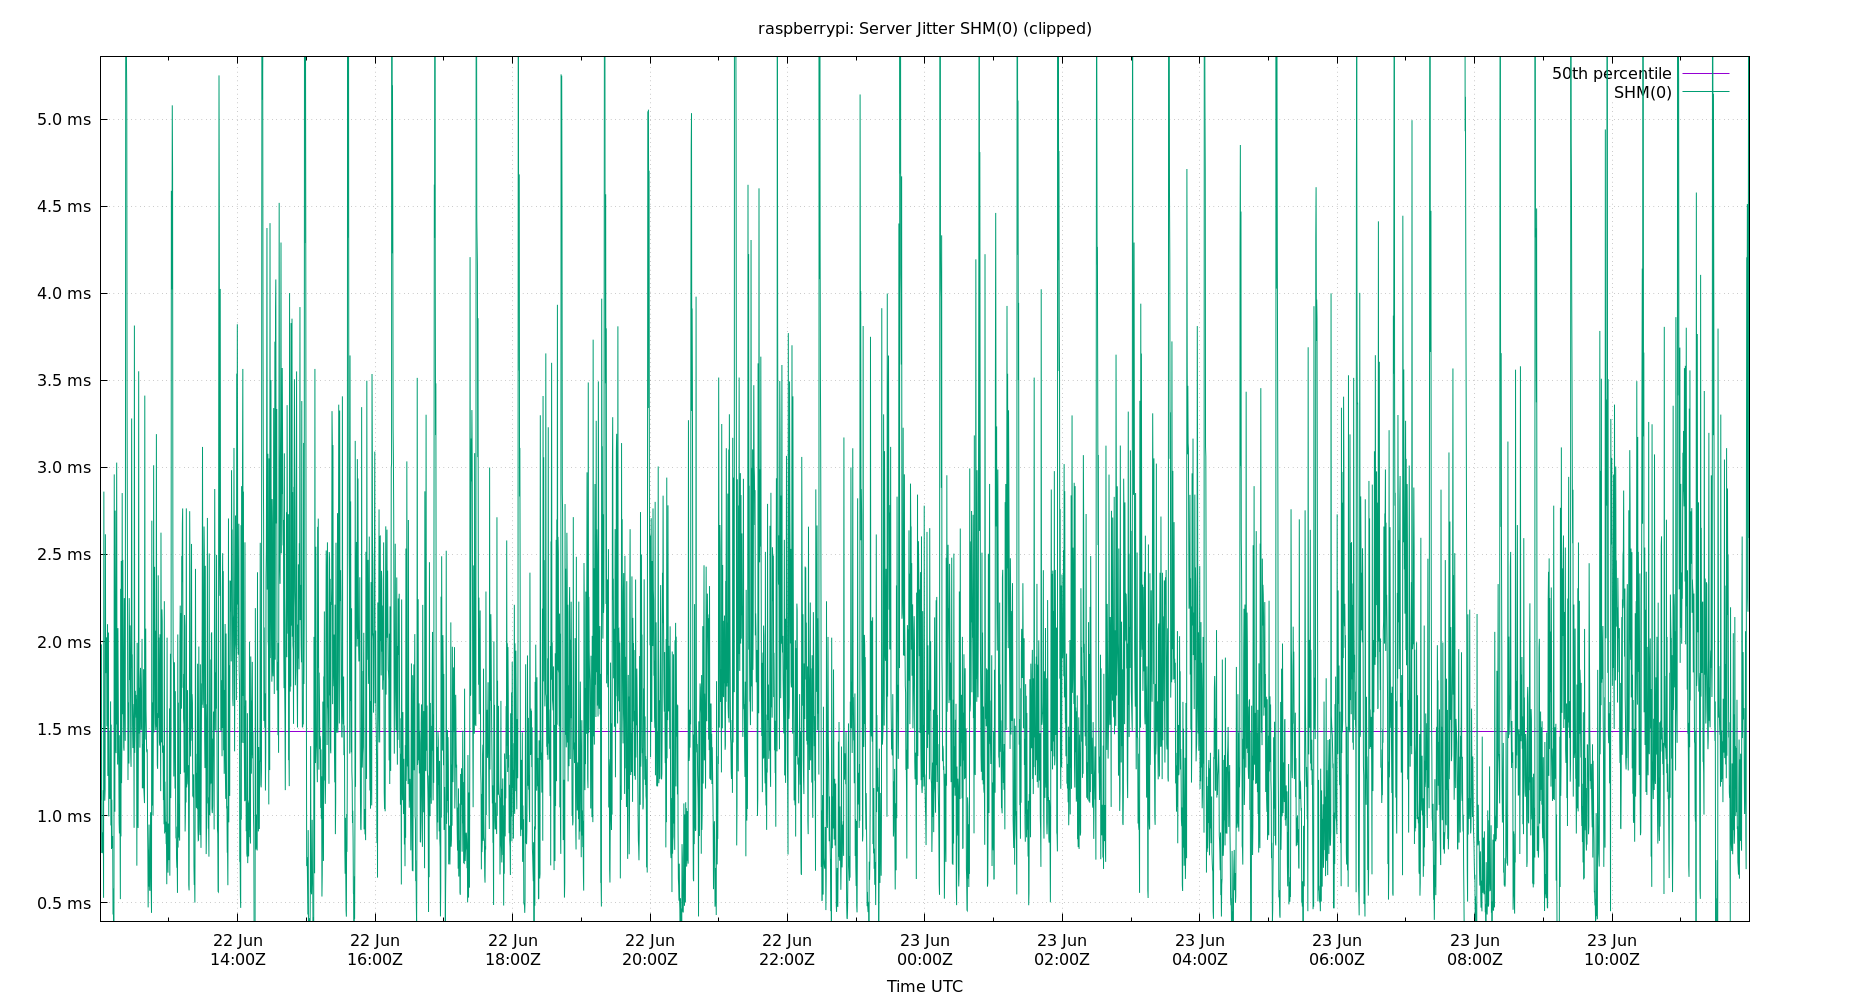 raspberrypi: Server Jitter SHM(0) (clipped)
50th percentile
SHM(0)
5.0 ms
4.5 ms
4.0 ms
3.5 ms
3.0 ms
2.5 ms
2.0 ms
1.5 ms
1.0 ms
0.5 ms
22 Jun 22 Jun 22 Jun 22 Jun 22 Jun 23 Jun 23 Jun 23 Jun 23 Jun 23 Jun 23 Jun
14:00Z 16:00Z 18:00Z 20:00Z 22:00Z 00:00Z 02:00Z 04:00Z 06:00Z 08:00Z 10:00Z
Time UTC